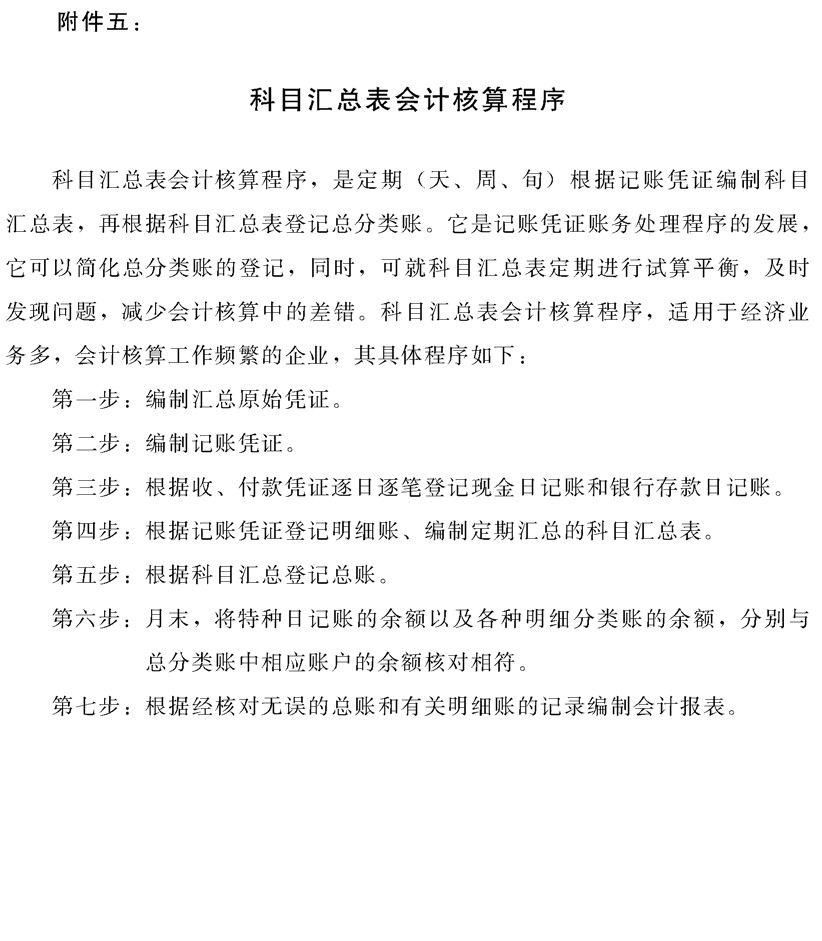 附件五：
科目汇总表会计核算程序
科目汇总表会计核算程序，是定期（天、周、旬）根据记账凭证编制科目
汇总表，再根据科目汇总表登记总分类账。它是记账凭证账务处理程序的发展，
它可以简化总分类账的登记，同时，可就科目汇总表定期进行试算平衡，及时
发现问题，减少会计核算中的差错。科目汇总表会计核算程序，适用于经济业
务多，会计核算工作频繁的企业，其具体程序如下：
第一步：编制汇总原始凭证。
第二步：编制记账凭证。
第三步：根据收、付款凭证逐日逐笔登记现金日记账和银行存款日记账。
第四步：根据记账凭证登记明细账、编制定期汇总的科目汇总表。
第五步：根据科目汇总登记总账。
第六步：月末，将特种日记账的余额以及各种明细分类账的余额，分别与
总分类账中相应账户的余额核对相符。
第七步：根据经核对无误的总账和有关明细账的记录编制会计报表。